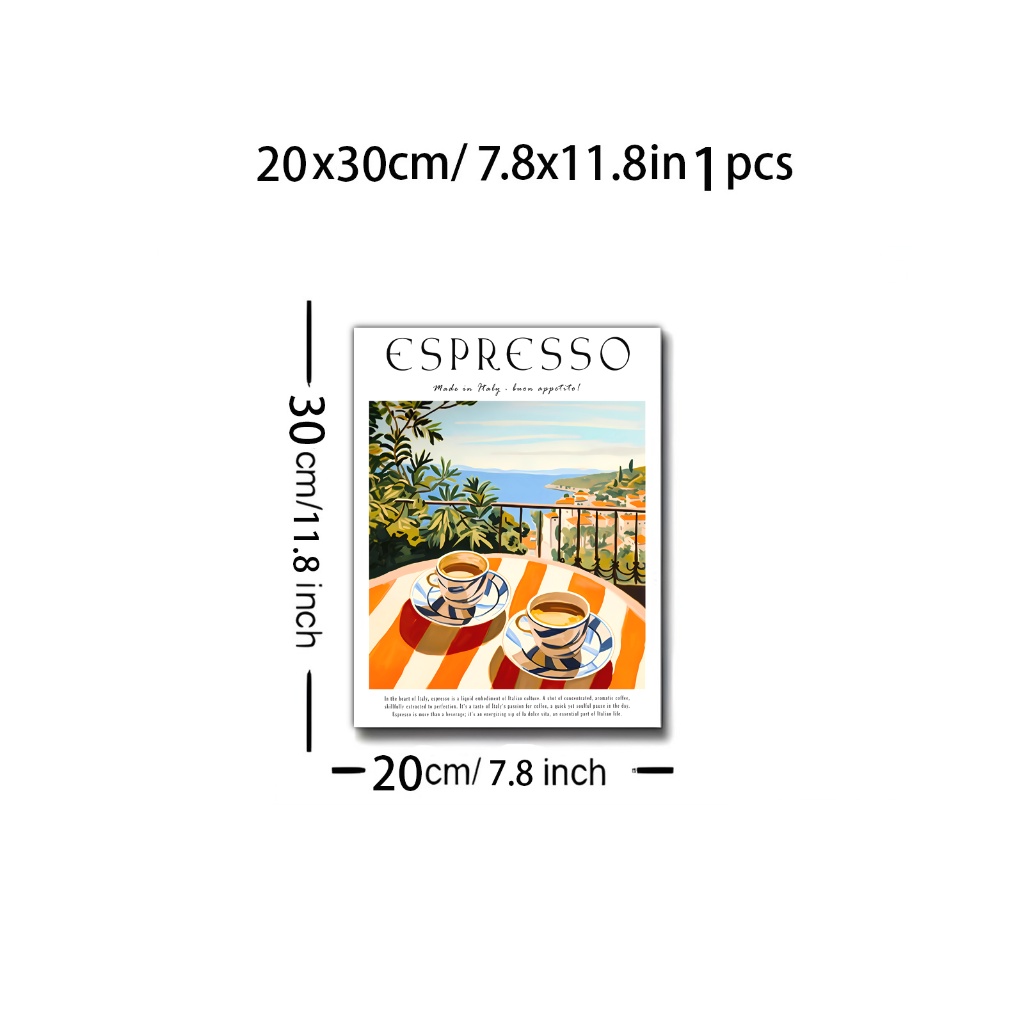 20x30cm/ 7.8x11.8in 1 pcs
ESPRESSO
Made in Italy - buon appetito!
30 cm/11.8 inch
In the heart of Italy, espresso is a liquid embodiment of Italian culture. A shot of concentrated, aromatic coffee,
skillfully extracted to perfection. It's a taste of Italy's passion for coffee, a quick yet soulful pause in the day.
Espresso is more than a beverage; it's an energizing sip of la dolce vita, an essential part of Italian life.
20cm/ 7.8 inch